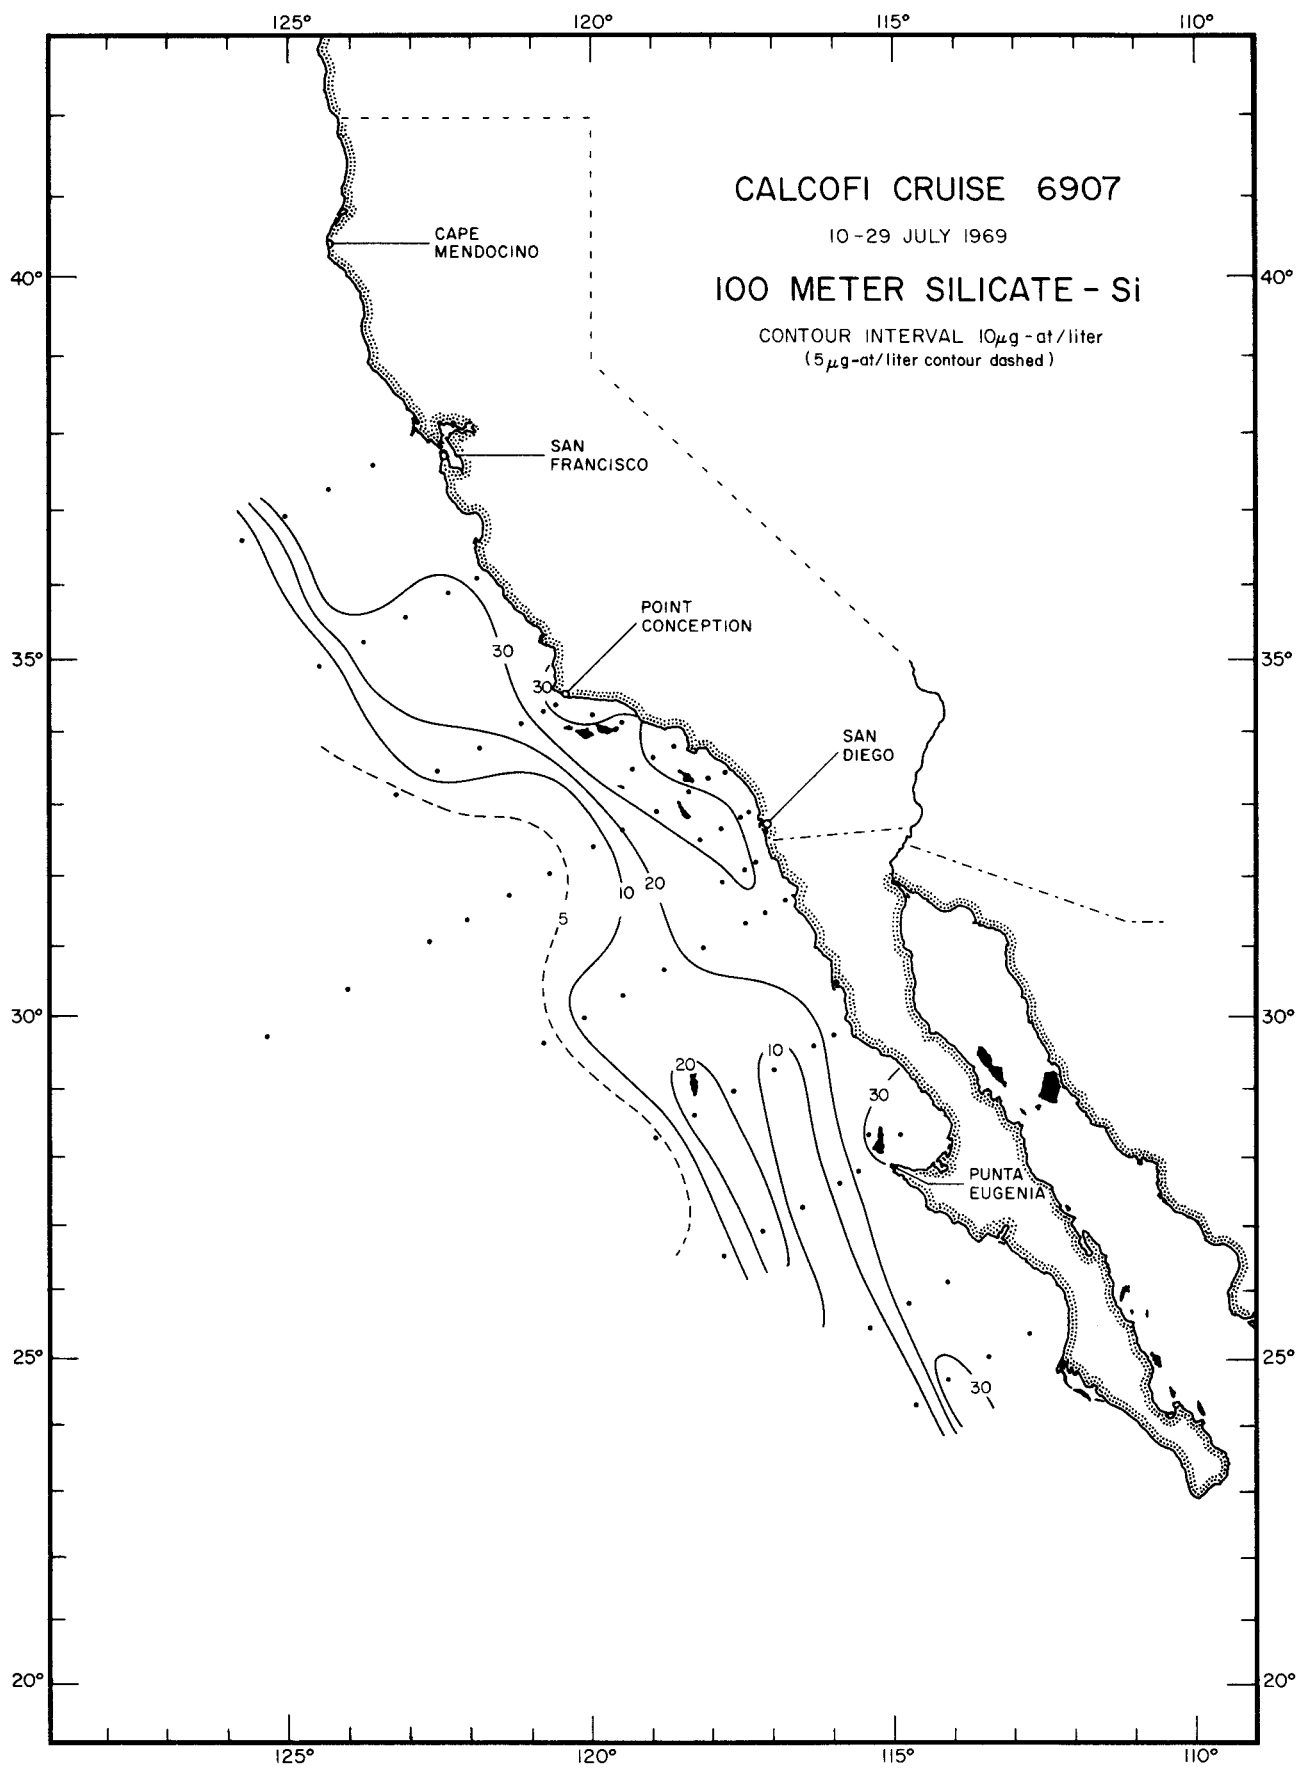 125° 120° 115° 110°
CALCOFI CRUISE 6907
10-29 JULY 1969
100 METER SILICATE - Si
CONTOUR INTERVAL 10µg-at/liter
(5µg-at/liter contour dashed)
CAPE
MENDOCINO
40° 40°
SAN
FRANCISCO
POINT
CONCEPTION
30
35° 35°
30
SAN
DIEGO
20
10
5
30° 30°
10
20
30
PUNTA
EUGENIA
25° 25°
30
20° 20°
125° 120° 115° 110°